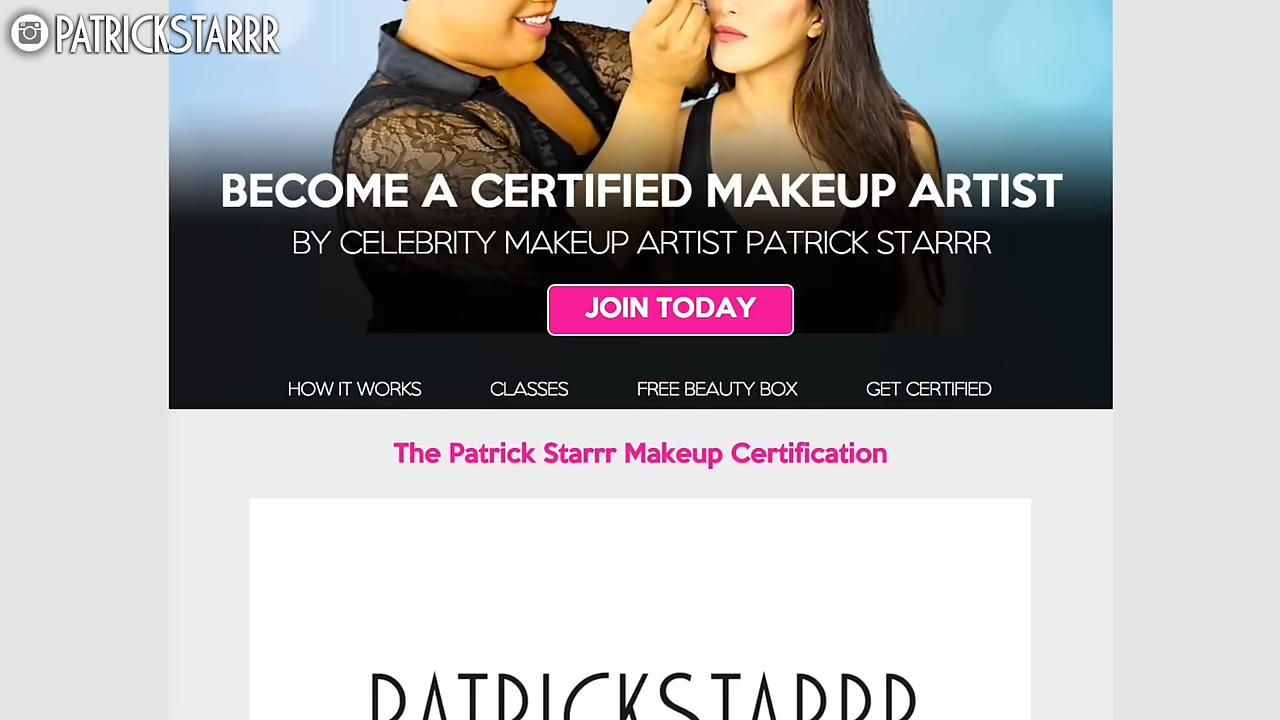 PATRICKSTARRR
BECOME A CERTIFIED MAKEUP ARTIST
BY CELEBRITY MAKEUP ARTIST PATRICK STARRR
JOIN TODAY
HOW IT WORKS CLASSES FREE BEAUTY BOX GET CERTIFIED
The Patrick Starrr Makeup Certification
PATRICKSTARRR